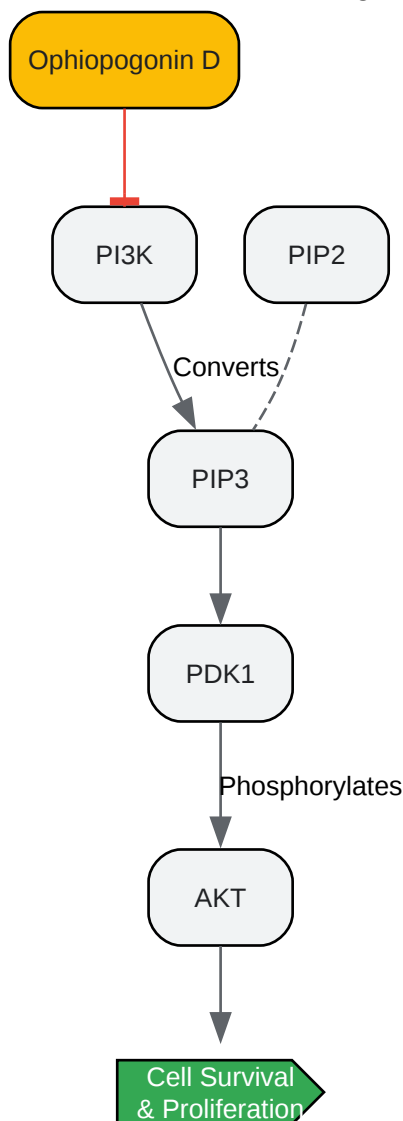 Ophiopogonin D
PI3K
PIP2
Converts
PIP3
PDK1
Phosphorylates
AKT
Cell Survival
& Proliferation